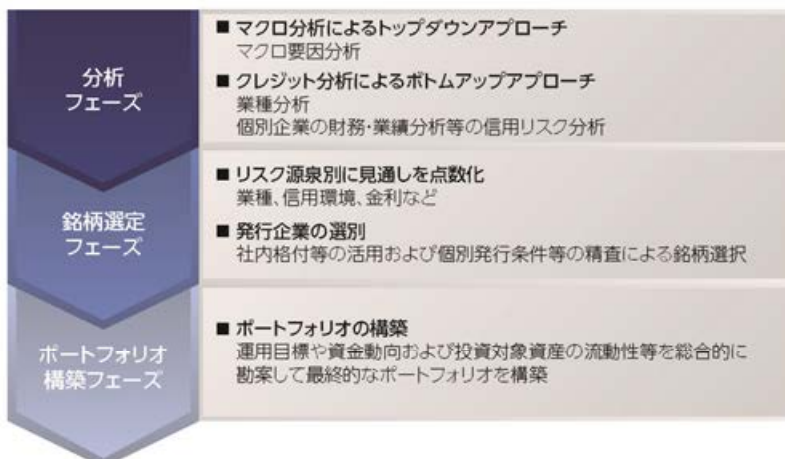 分析
フェーズ
■ マクロ分析によるトップダウンアプローチ
マクロ要因分析
■ クレジット分析によるボトムアップアプローチ
業種分析
個別企業の財務・業績分析等の信用リスク分析
銘柄選定
フェーズ
■ リスク源泉別に見通しを点数化
業種、信用環境、金利など
■ 発行企業の選別
社内格付等の活用および個別発行条件等の精査による銘柄選択
ポートフォリオ
構築フェーズ
■ ポートフォリオの構築
運用目標や資金動向および投資対象資産の流動性等を総合的に
勘案して最終的なポートフォリオを構築